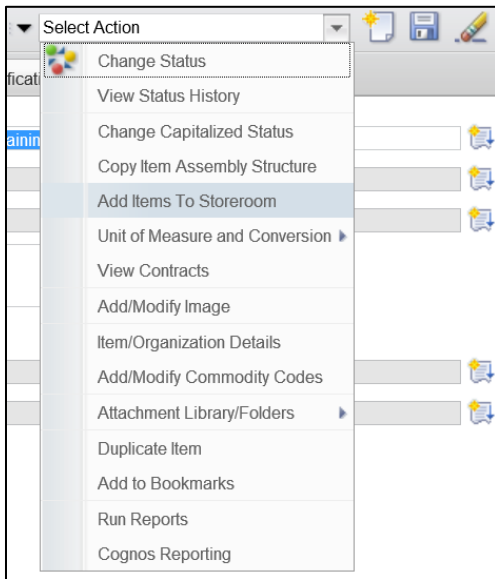 Select Action
Change Status
ficati
View Status History
ainin
Change Capitalized Status
Copy Item Assembly Structure
Add Items To Storeroom
Unit of Measure and Conversion
View Contracts
Add/Modify Image
Item/Organization Details
Add/Modify Commodity Codes
Attachment Library/Folders
Duplicate Item
Add to Bookmarks
Run Reports
Cognos Reporting